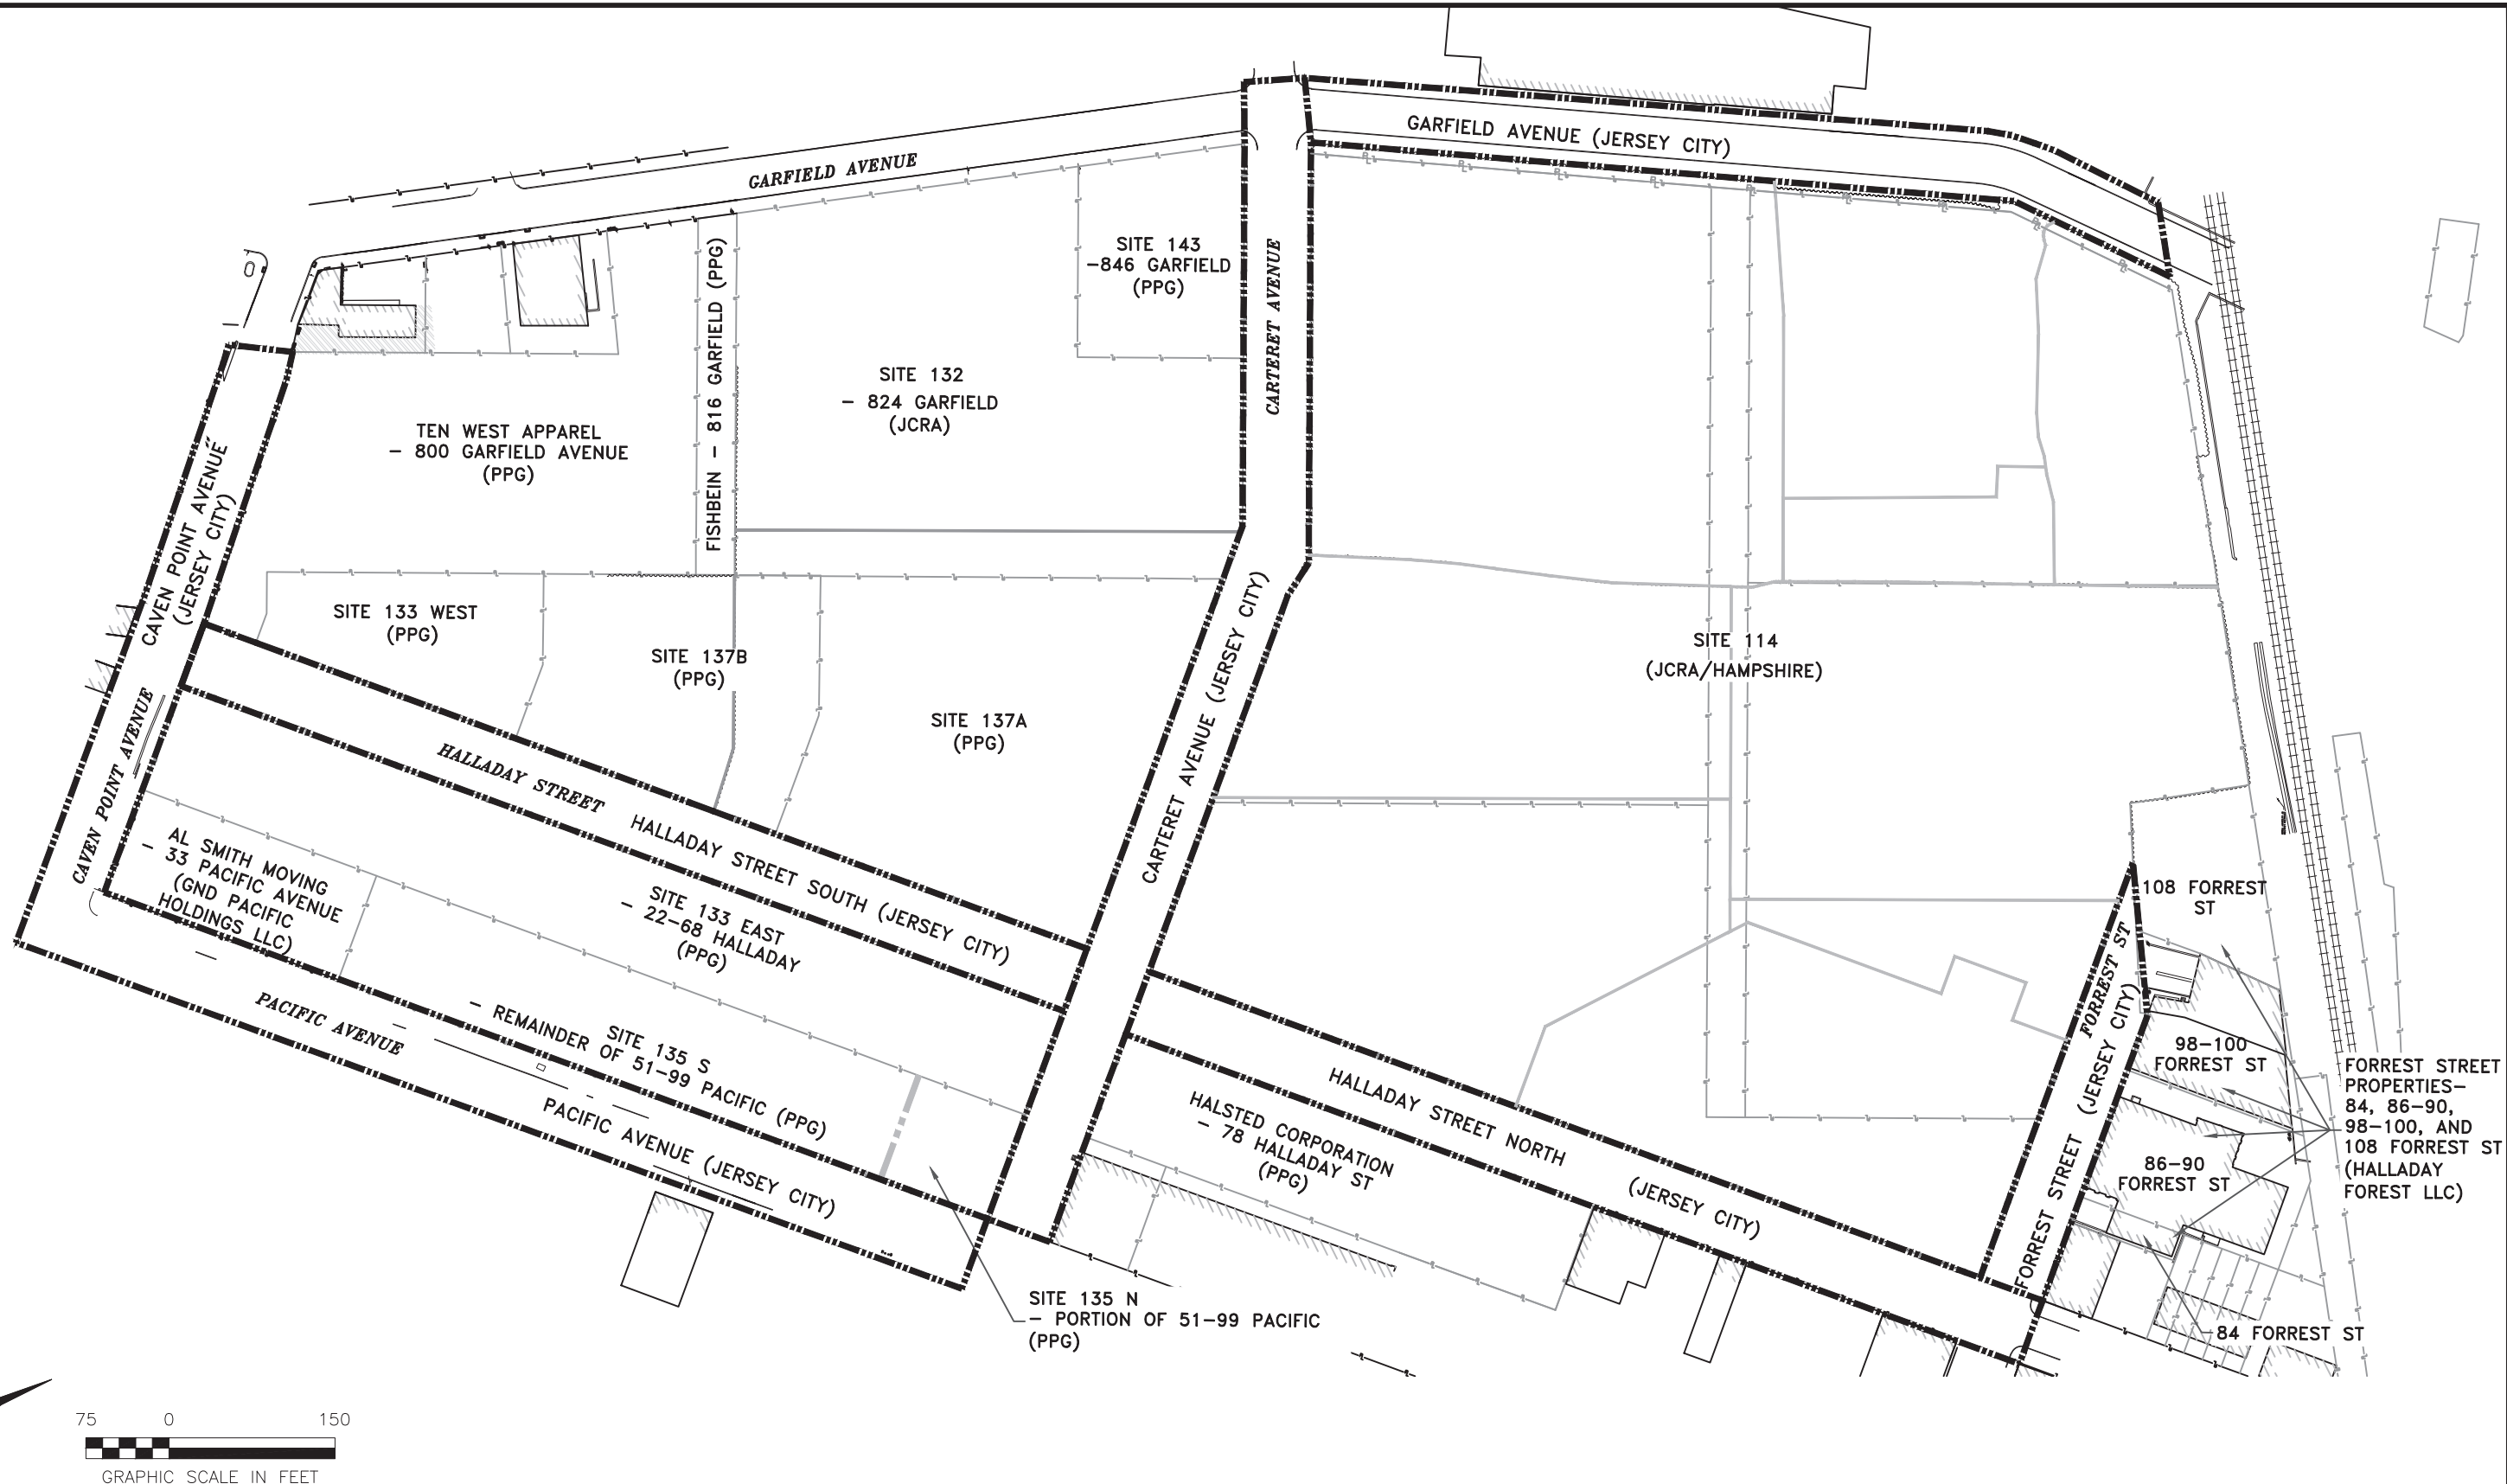 GARFIELD AVENUE (JERSEY CITY)
GARFIELD AVENUE
SITE 143
-846 GARFIELD
(PPG)
CARTERET AVENUE
FISHBEIN - 816 GARFIELD (PPG)
SITE 132
- 824 GARFIELD
(JCRA)
TEN WEST APPAREL
- 800 GARFIELD AVENUE
(PPG)
CAVEN POINT AVENUE
(JERSEY CITY)
SITE 133 WEST
(PPG)
SITE 137B
(PPG)
SITE 137A
(PPG)
CARTERET AVENUE (JERSEY CITY)
SITE 114
(JCRA/HAMPSHIRE)
CAVEN POINT AVENUE
HALLADAY STREET
HALLADAY STREET SOUTH (JERSEY CITY)
AL SMITH MOVING
- 33 PACIFIC AVENUE
(GND PACIFIC
HOLDINGS LLC)
SITE 133 EAST
- 22-68 HALLADAY
(PPG)
108 FORREST
ST
FORREST ST
PACIFIC AVENUE
SITE 135 S
- REMAINDER OF 51-99 PACIFIC (PPG)
98-100
FORREST ST
FORREST STREET
PROPERTIES-
84, 86-90,
98-100, AND
108 FORREST ST
(HALLADAY
FOREST LLC)
PACIFIC AVENUE (JERSEY CITY)
HALSTED CORPORATION
- 78 HALLADAY ST
(PPG)
HALLADAY STREET NORTH
(JERSEY CITY)
FORREST STREET (JERSEY CITY)
86-90
FORREST ST
SITE 135 N
- PORTION OF 51-99 PACIFIC
(PPG)
84 FORREST ST
75 0 150
GRAPHIC SCALE IN FEET